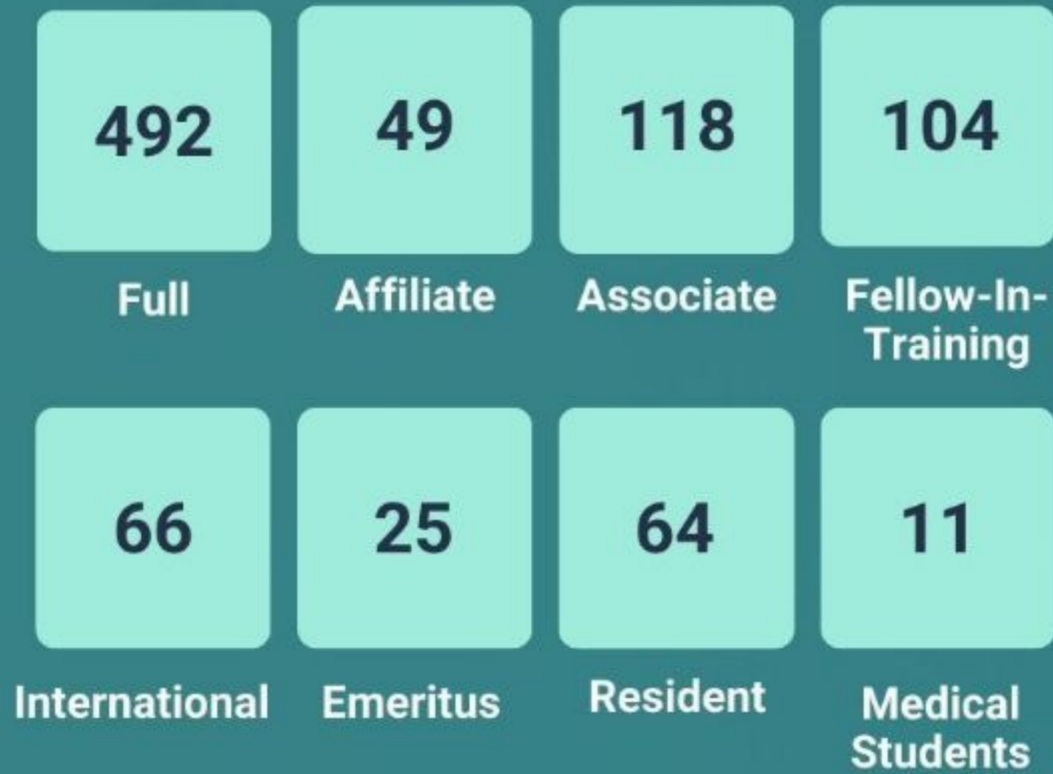 492 49 118 104
Full Affiliate Associate Fellow-In-
Training
66 25 64 11
International Emeritus Resident Medical
Students